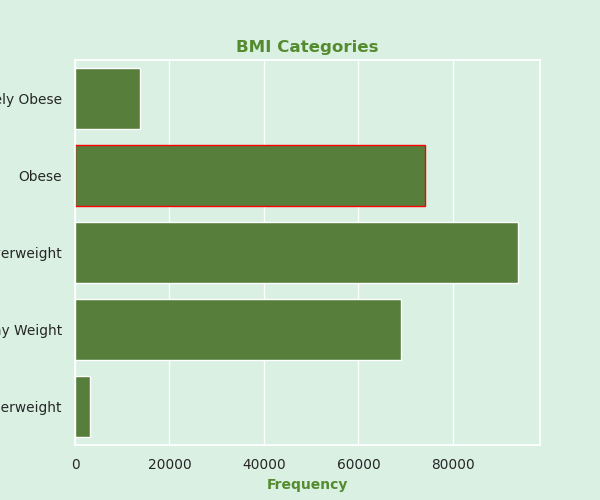 BMI Categories
ely Obese
Obese
erweight
y Weight
erweight
0 20000 40000 60000 80000
Frequency